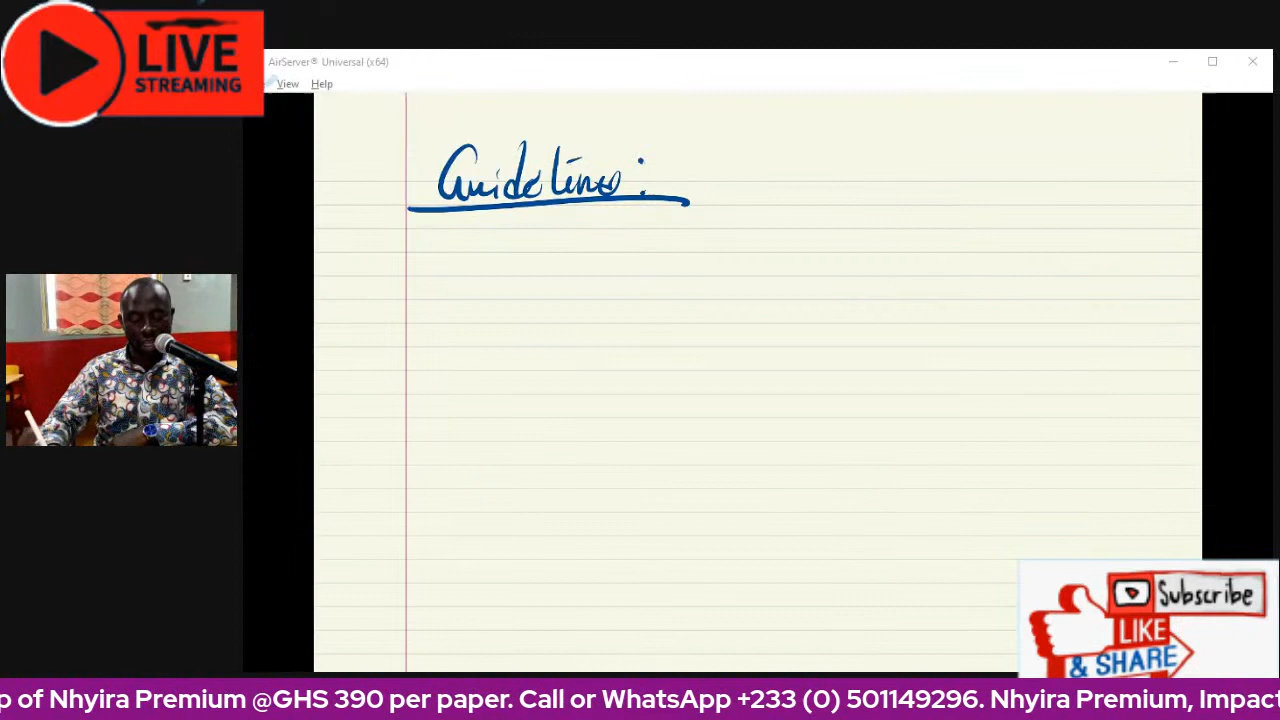 LIVE
STREAMING
AirServer® Universal (x64)
View
Help
Guidelines:
Subscribe
LIKE
& SHARE
p of Nhyira Premium @GHS 390 per paper. Call or WhatsApp +233 (0) 501149296. Nhyira Premium, Impact